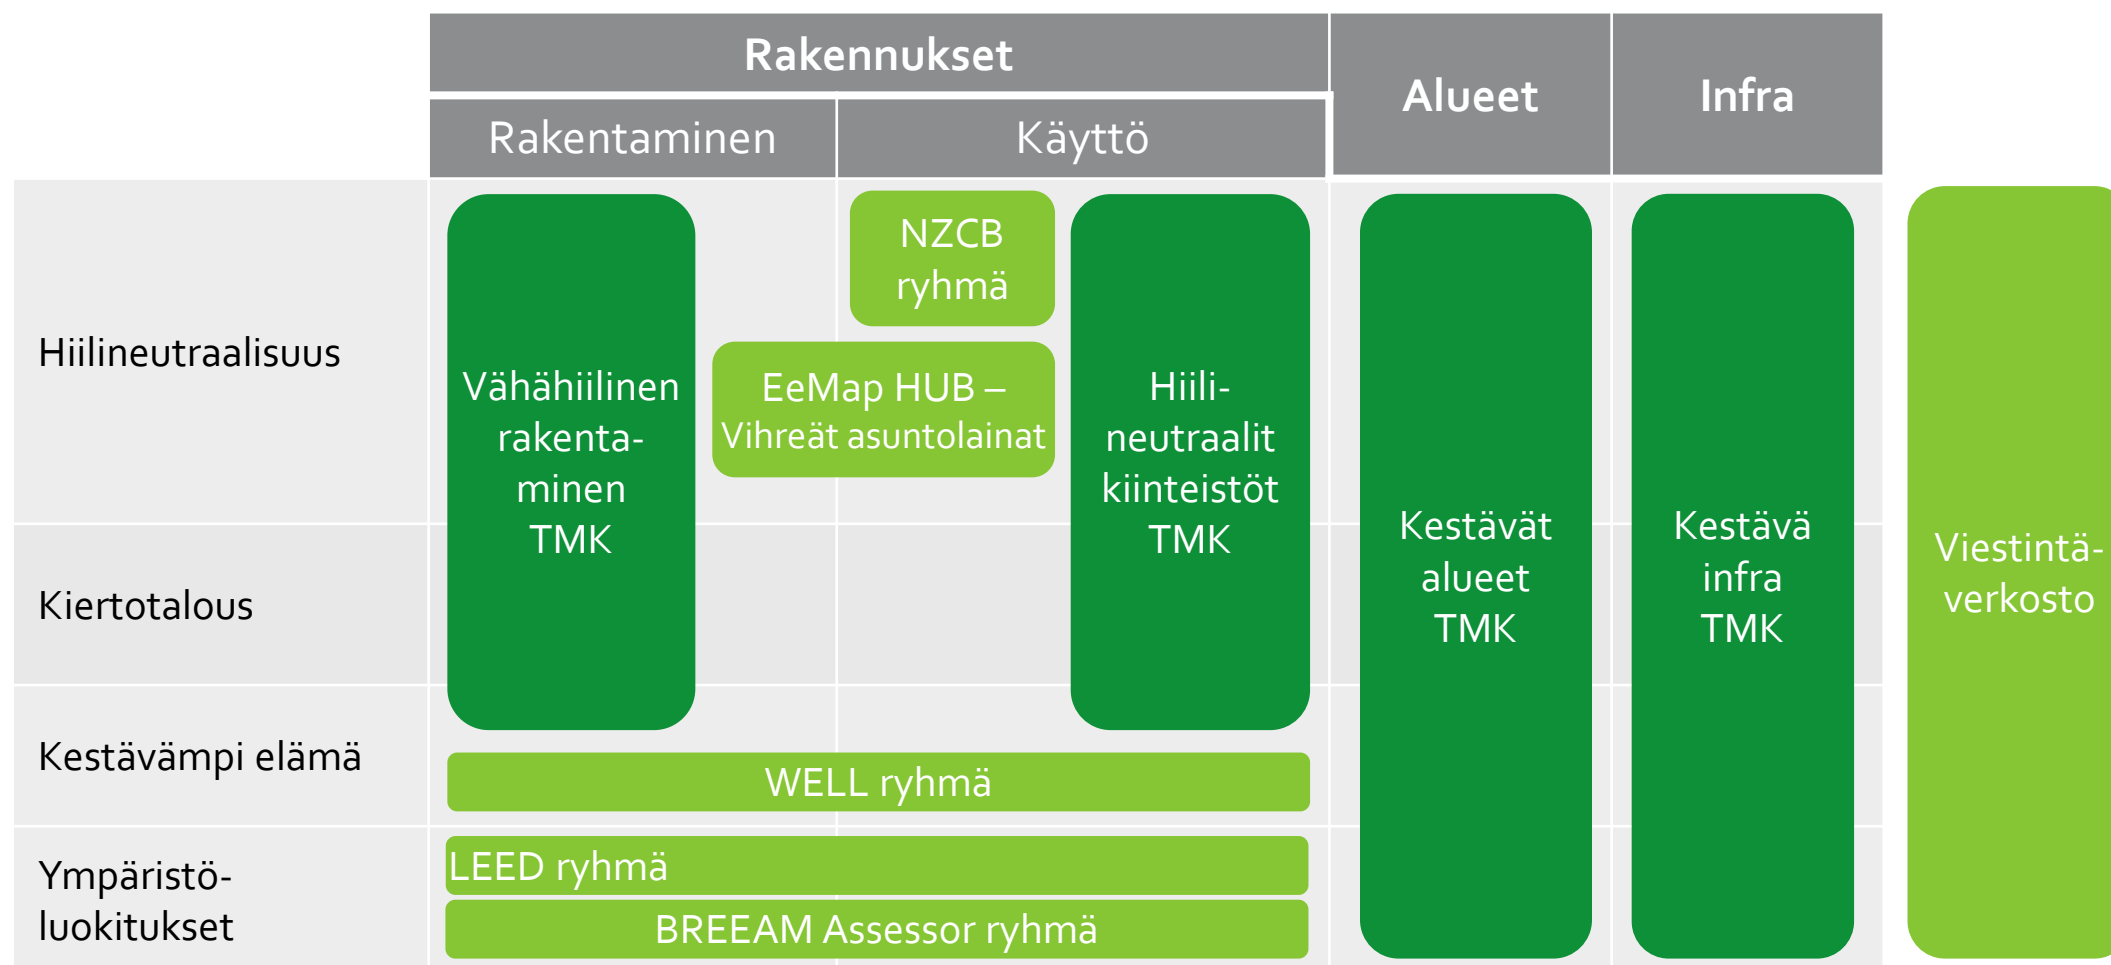 Rakennukset
Alueet
Infra
Rakentaminen
Käyttö
Hiilineutraalisuus
Kiertotalous
Kestävämpi elämä
Ympäristö-
luokitukset
Vähähiilinen
rakenta-
minen
TMK
NZCB
ryhmä
EeMap HUB –
Vihreät asuntolainat
Hiili-
neutraalit
kiinteistöt
TMK
Kestävät
alueet
TMK
Kestävä
infra
TMK
Viestintä-
verkosto
WELL ryhmä
LEED ryhmä
BREEAM Assessor ryhmä